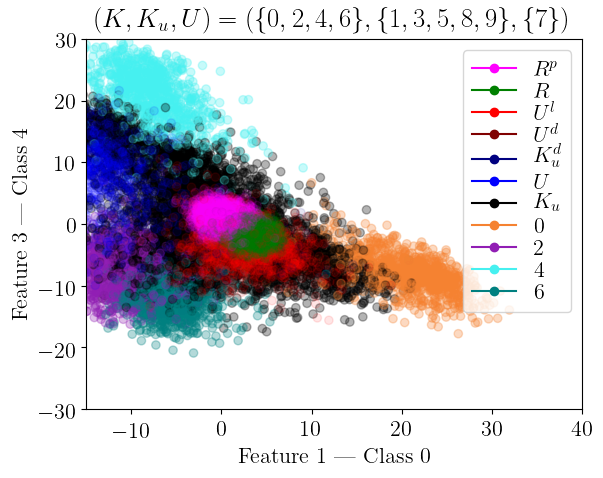 (K, K_u, U) = ({0, 2, 4, 6}, {1, 3, 5, 8, 9}, {7})
30
20
10
0
−10
−20
−30
Feature 3 — Class 4
R^p
R
U^l
U^d
K_u^d
U
K_u
0
2
4
6
−10
0
10
20
30
40
Feature 1 — Class 0